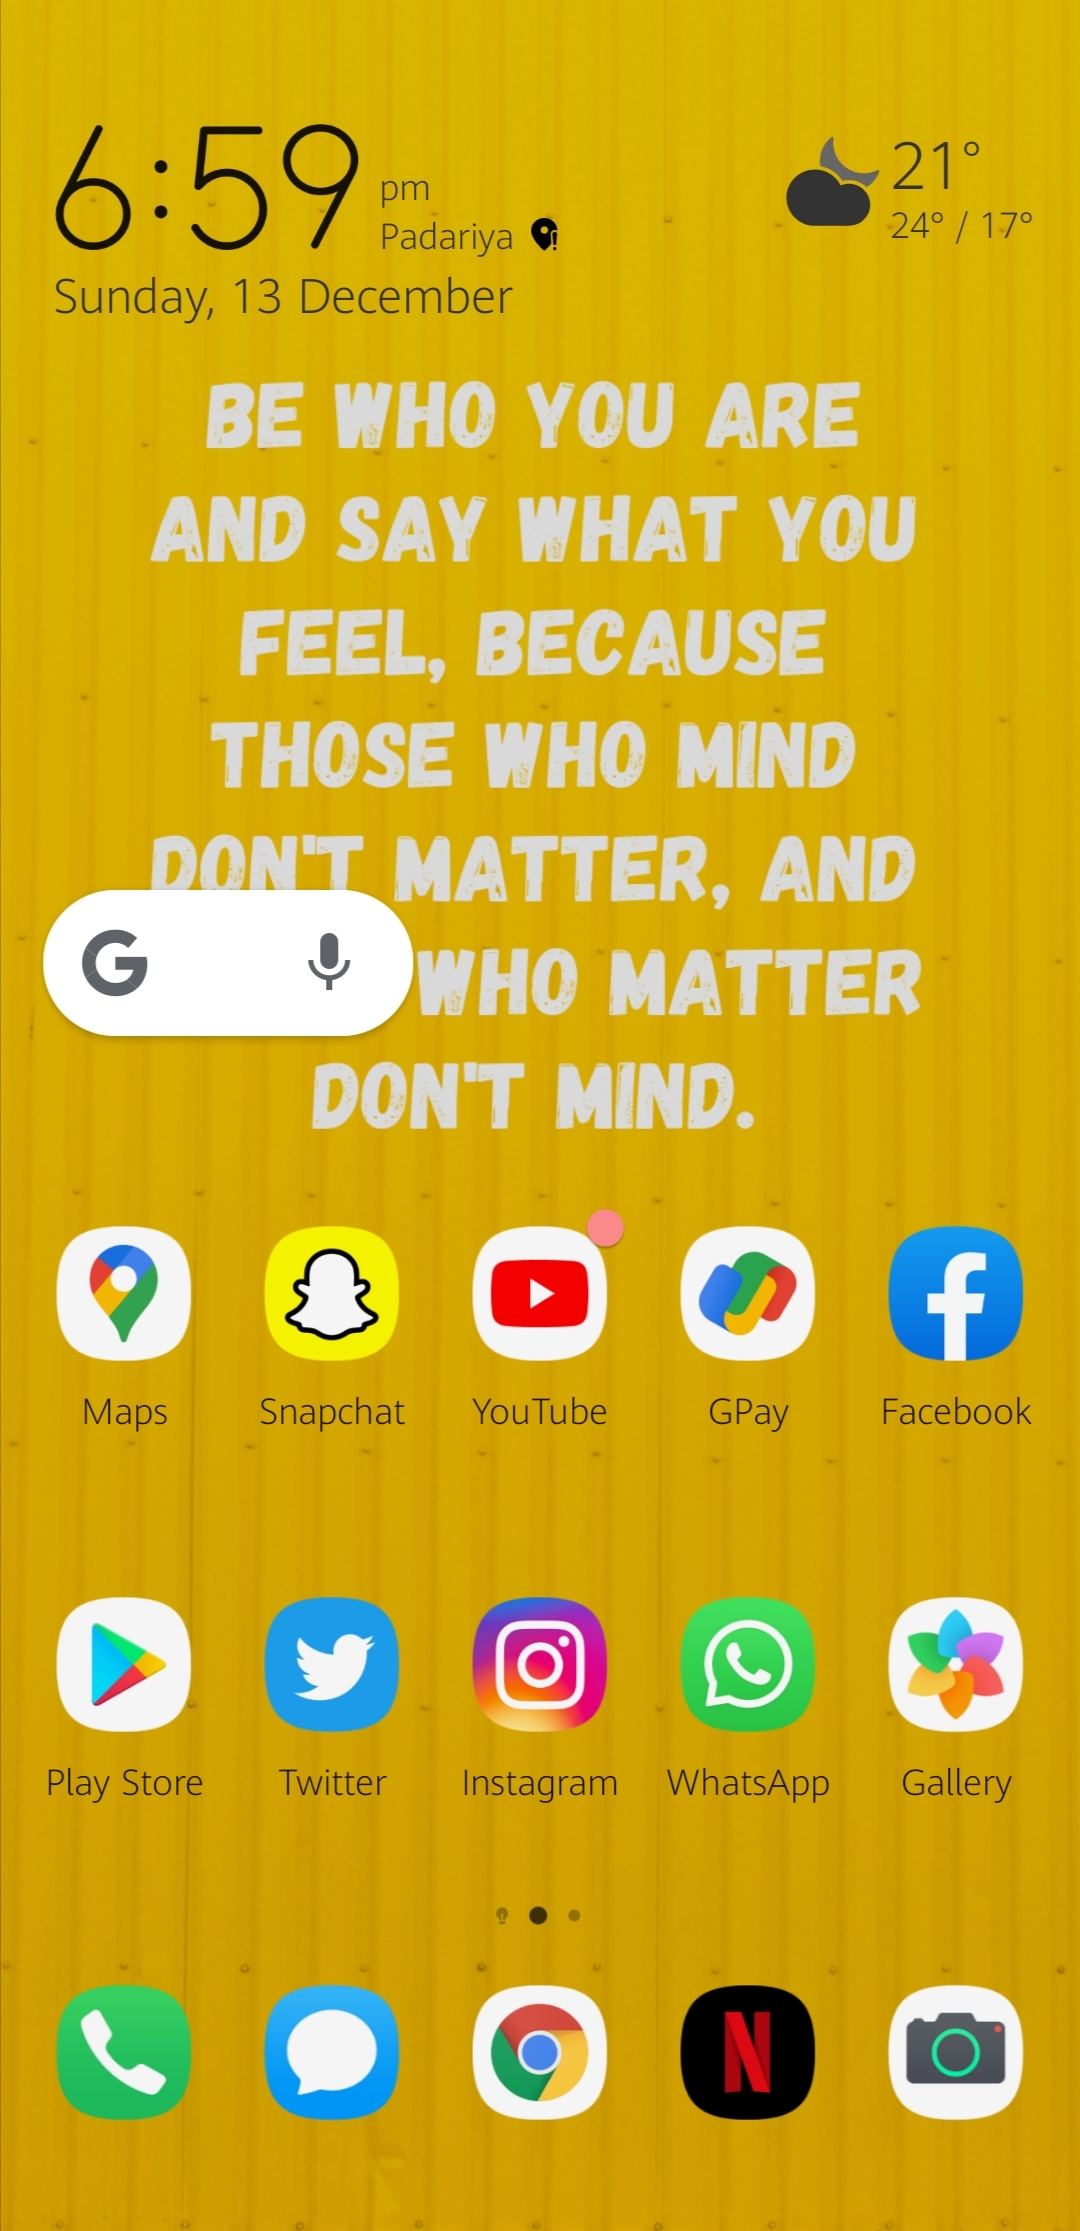 6:59 pm
Padariya
Sunday, 13 December
21°
24° / 17°
BE WHO YOU ARE
AND SAY WHAT YOU
FEEL, BECAUSE
THOSE WHO MIND
DON'T MATTER, AND
WHO MATTER
DON'T MIND.
G
Maps
Snapchat
YouTube
GPay
Facebook
Play Store
Twitter
Instagram
WhatsApp
Gallery